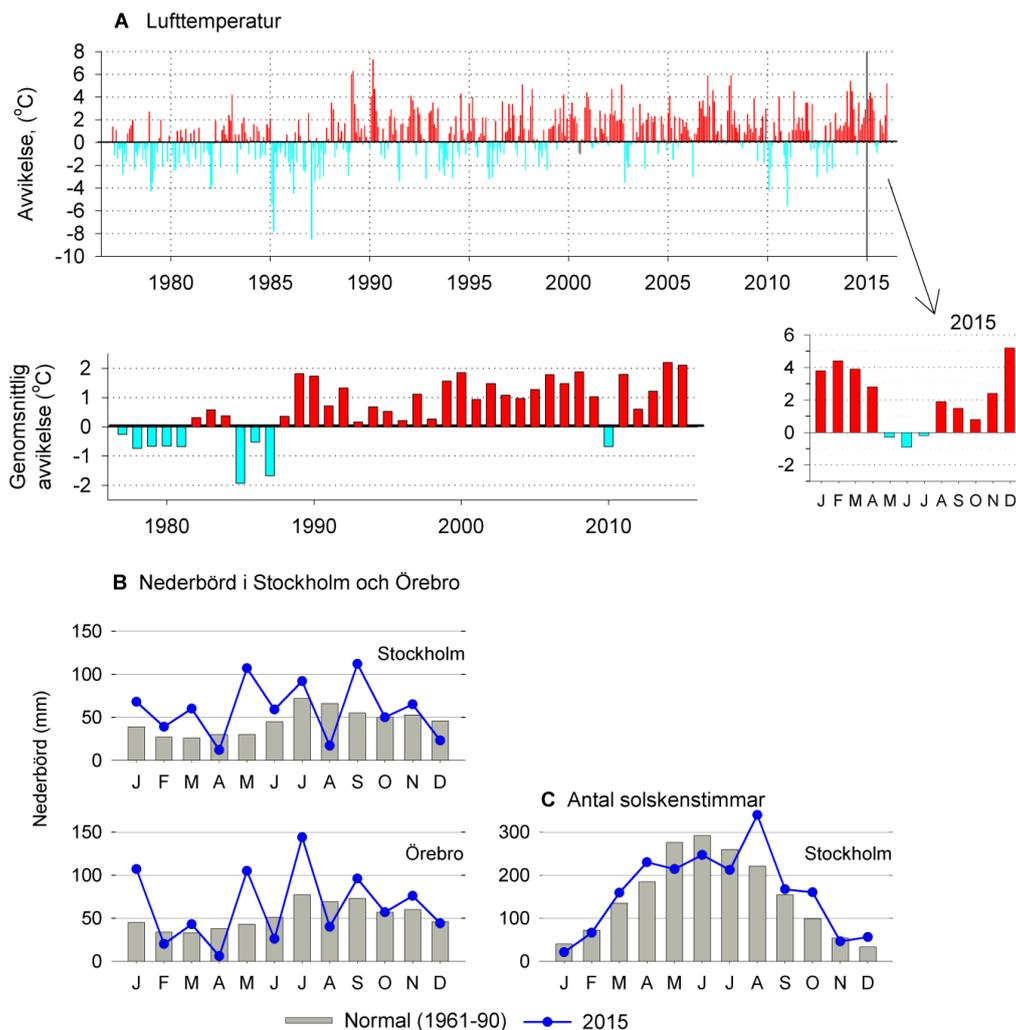 A Lufttemperatur
Avvikelse, (°C)
8
6
4
2
0
-2
-4
-6
-8
-10
1980 1985 1990 1995 2000 2005 2010 2015
Genomsnittlig
avvikelse (°C)
2
1
0
-1
-2
1980 1990 2000 2010
2015
6
4
2
0
-2
J F M A M J J A S O N D
B Nederbörd i Stockholm och Örebro
Nederbörd (mm)
Stockholm
150
100
50
0
J F M A M J J A S O N D
Örebro
150
100
50
0
J F M A M J J A S O N D
C Antal solskenstimmar
Stockholm
300
200
100
0
J F M A M J J A S O N D
Normal (1961-90) 2015